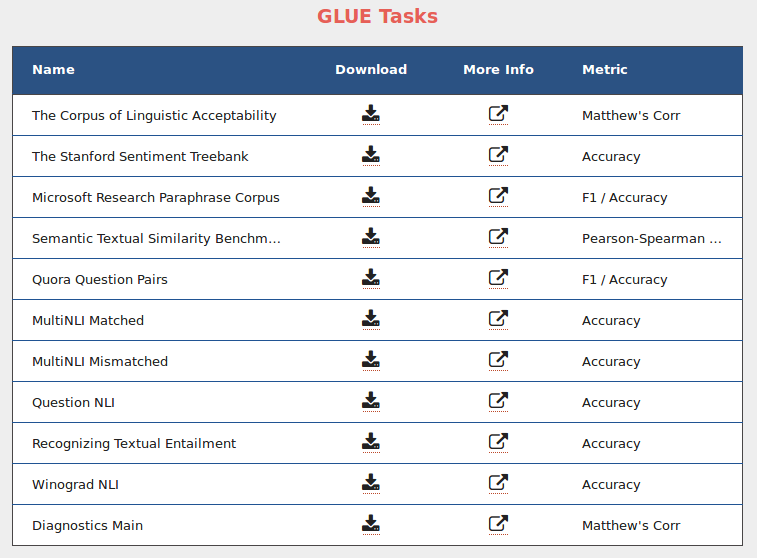 GLUE Tasks
Name Download More Info Metric
The Corpus of Linguistic Acceptability Matthew's Corr
The Stanford Sentiment Treebank Accuracy
Microsoft Research Paraphrase Corpus F1 / Accuracy
Semantic Textual Similarity Benchm... Pearson-Spearman ...
Quora Question Pairs F1 / Accuracy
MultiNLI Matched Accuracy
MultiNLI Mismatched Accuracy
Question NLI Accuracy
Recognizing Textual Entailment Accuracy
Winograd NLI Accuracy
Diagnostics Main Matthew's Corr